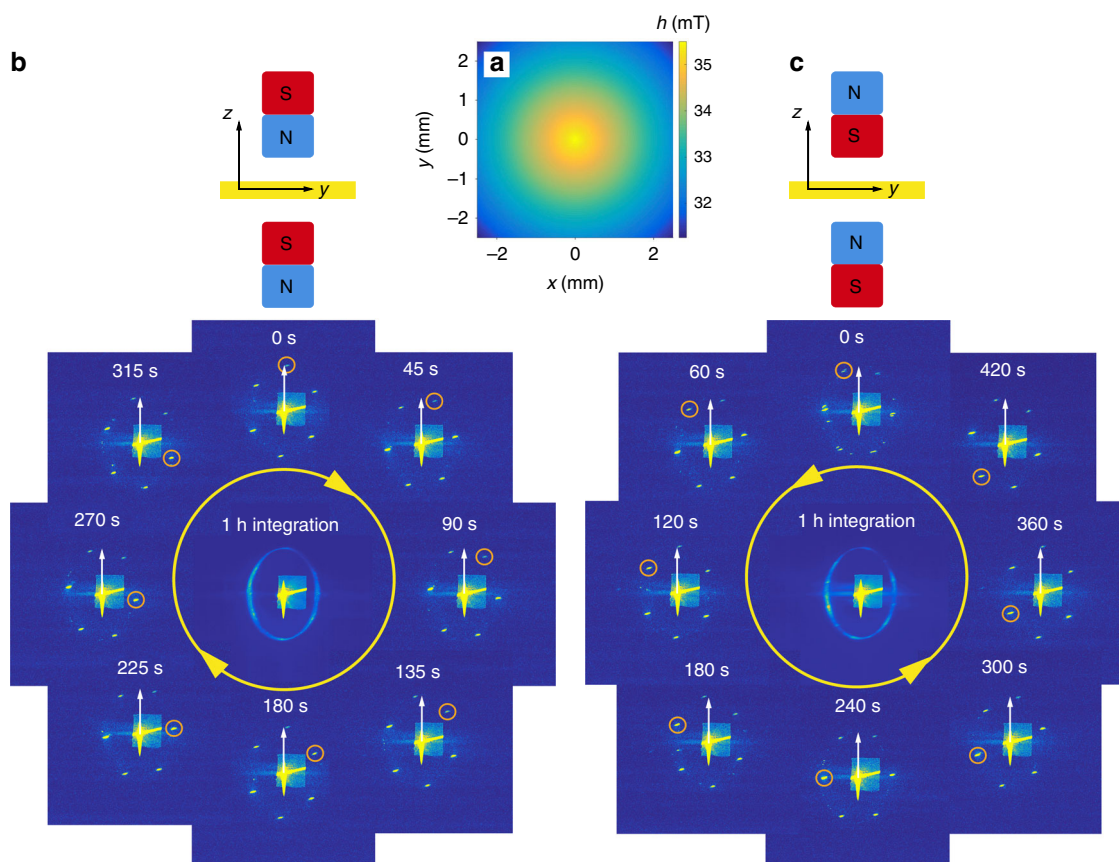 b
S
N
z
y
S
N
a
h (mT)
2
1
0
–1
–2
y (mm)
–2
0
2
x (mm)
35
34
33
32
c
N
S
z
y
N
S
0 s
45 s
90 s
135 s
180 s
225 s
270 s
315 s
1 h integration
0 s
60 s
120 s
180 s
240 s
300 s
360 s
420 s
1 h integration